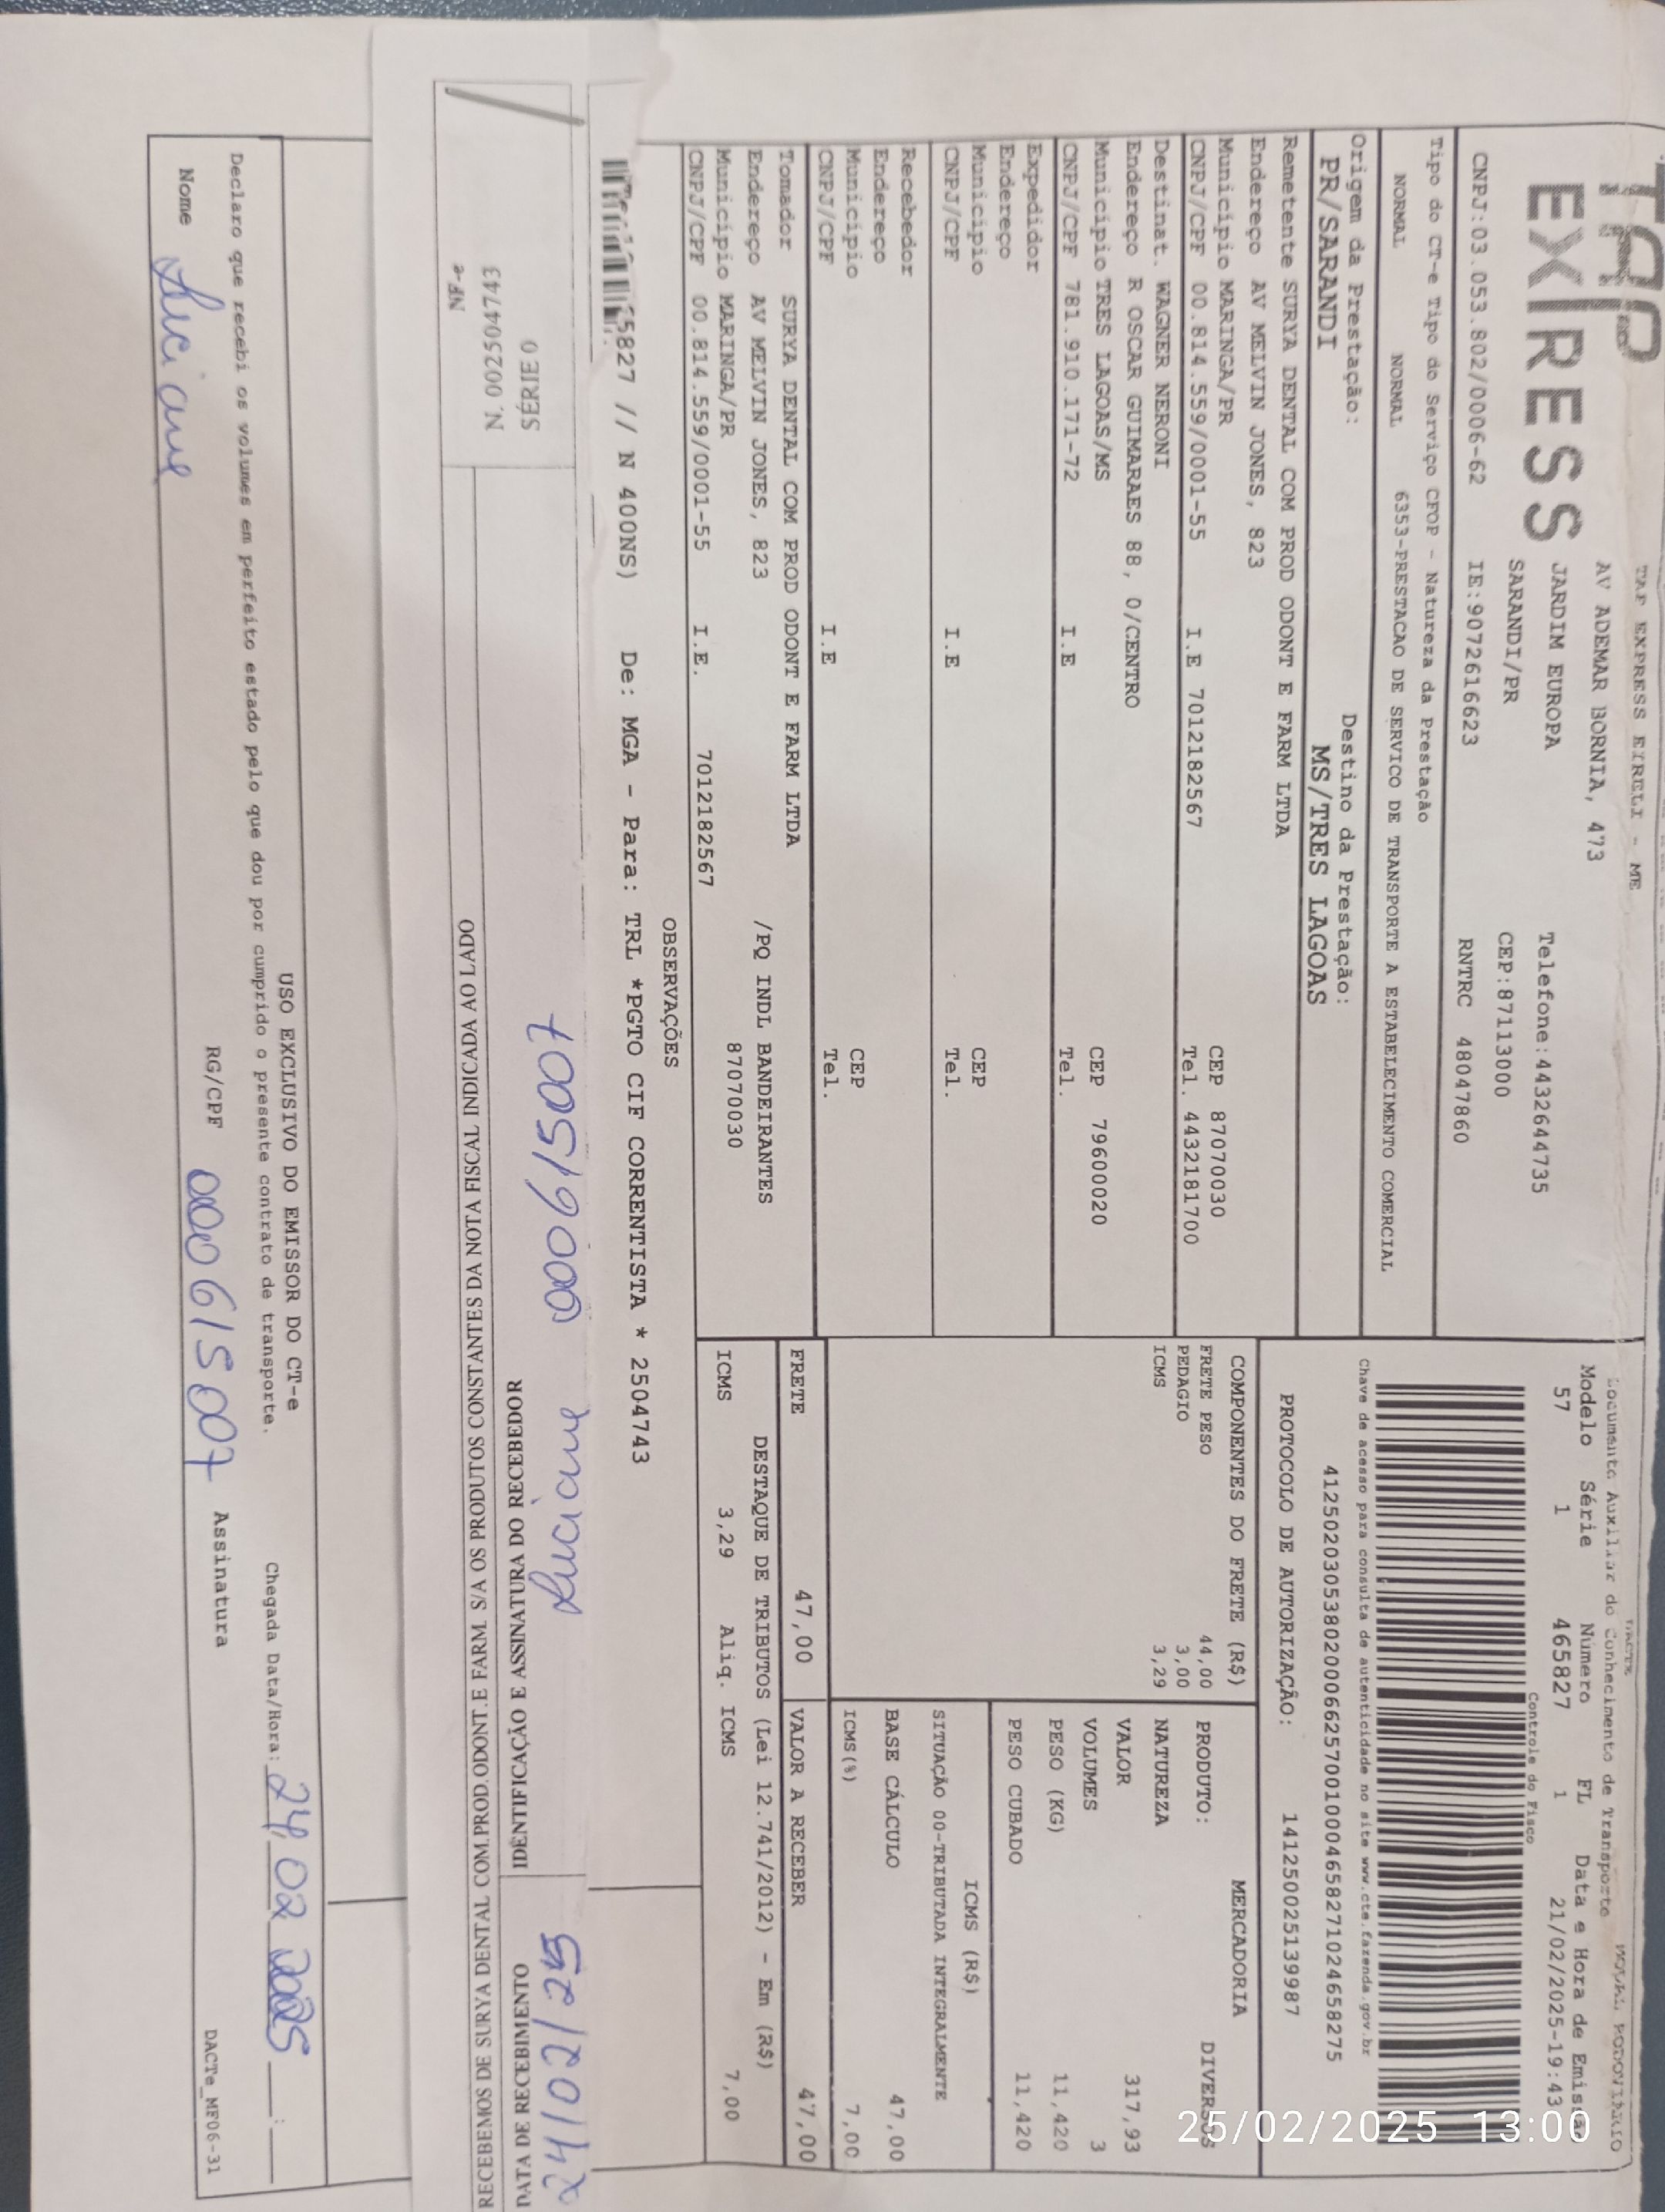 TAP EXPRESS
TAP EXPRESS EIRELI - ME
AV ADEMAR BORNIA, 473
JARDIM EUROPA Telefone:4432644735
SARANDI/PR CEP:87113000
CNPJ:03.053.802/0006-62 IE:9072616623 RNTRC 48047860
DACTE
Documento Auxiliar do Conhecimento de Transporte
MODAL RODOVIÁRIO
Modelo Série Número FL Data e Hora de Emissão
57 1 465827 1 21/02/2025-19:43
Controle do Fisco
Tipo do CT-e Tipo do Serviço CFOP - Natureza da Prestação
NORMAL NORMAL 6353-PRESTACAO DE SERVICO DE TRANSPORTE A ESTABELECIMENTO COMERCIAL
Chave de acesso para consulta de autenticidade no site www.cte.fazenda.gov.br
41250203053802000662570010004658271024658275
Origem da Prestação: Destino da Prestação:
PR/SARANDI MS/TRES LAGOAS
PROTOCOLO DE AUTORIZAÇÃO: 141250025139987
Remetente SURYA DENTAL COM PROD ODONT E FARM LTDA
Endereço AV MELVIN JONES, 823
Município MARINGA/PR CEP 87070030
CNPJ/CPF 00.814.559/0001-55 I.E 7012182567 Tel. 4432181700
Destinat. WAGNER NERONI
Endereço R OSCAR GUIMARAES 88, 0/CENTRO
Município TRES LAGOAS/MS CEP 79600020
CNPJ/CPF 781.910.171-72 I.E Tel.
Expedidor
Endereço
Município CEP
CNPJ/CPF I.E Tel.
Recebedor
Endereço
Município CEP
CNPJ/CPF I.E Tel.
Tomador SURYA DENTAL COM PROD ODONT E FARM LTDA
Endereço AV MELVIN JONES, 823 /PQ INDL BANDEIRANTES
Município MARINGA/PR 87070030
CNPJ/CPF 00.814.559/0001-55 I.E. 7012182567
COMPONENTES DO FRETE (R$)
FRETE PESO 44,00
PEDAGIO 3,00
ICMS 3,29
MERCADORIA
PRODUTO: DIVERSOS
NATUREZA
VALOR 317,93
VOLUMES 3
PESO (KG) 11,420
PESO CUBADO 11,420
ICMS (R$)
SITUAÇÃO 00-TRIBUTADA INTEGRALMENTE
BASE CÁLCULO 47,00
ICMS(%) 7,00
FRETE 47,00 VALOR A RECEBER 47,00
DESTAQUE DE TRIBUTOS (Lei 12.741/2012) - Em (R$)
ICMS 3,29 Aliq. ICMS 7,00
OBSERVAÇÕES
65827 // N 400NS) De: MGA - Para: TRL *PGTO CIF CORRENTISTA * 2504743
24/02/25
000615007
DATA DE RECEBIMENTO IDENTIFICAÇÃO E ASSINATURA DO RECEBEDOR
RECEBEMOS DE SURYA DENTAL COM.PROD.ODONT.E FARM. S/A OS PRODUTOS CONSTANTES DA NOTA FISCAL INDICADA AO LADO
NF-e
N. 002504743
SÉRIE 0
USO EXCLUSIVO DO EMISSOR DO CT-e
Declaro que recebi os volumes em perfeito estado pelo que dou por cumprido o presente contrato de transporte.
Chegada Data/Hora: 24,02 2025 __:__
Nome Luciane RG/CPF 000615007 Assinatura
DACTe_MF06-31
25/02/2025 13:00